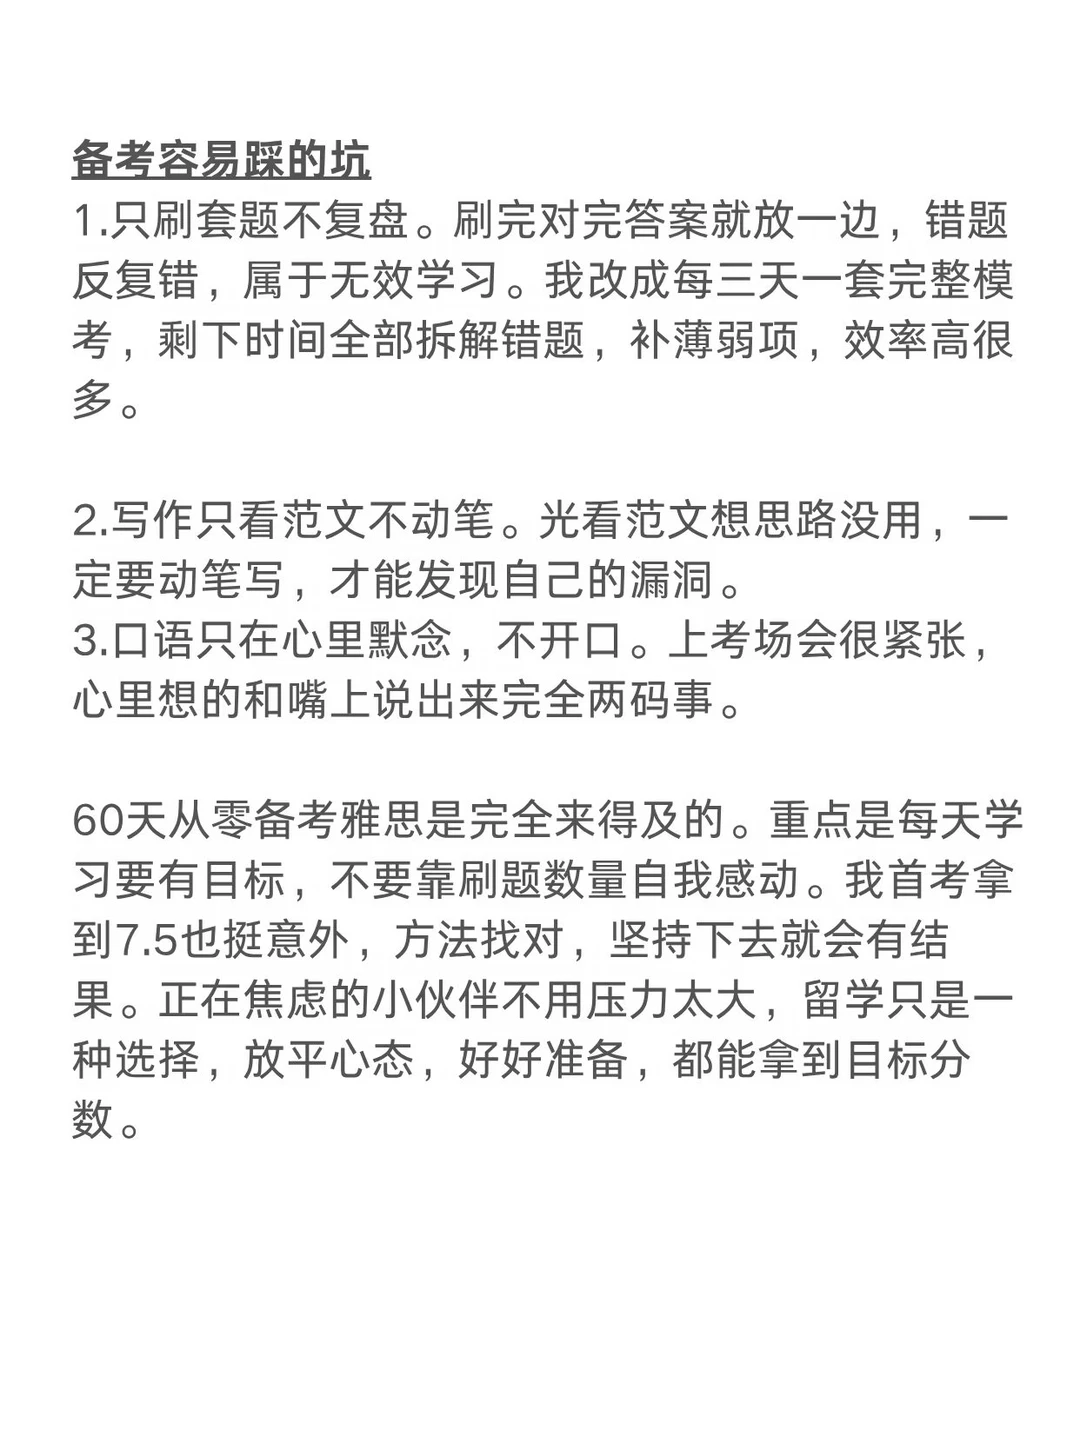 备考容易踩的坑
1.只刷套题不复盘。刷完对完答案就放一边，错题
反复错，属于无效学习。我改成每三天一套完整模
考，剩下时间全部拆解错题，补薄弱项，效率高很
多。
2.写作只看范文不动笔。光看范文想思路没用，一
定要动笔写，才能发现自己的漏洞。
3.口语只在心里默念，不开口。上考场会很紧张，
心里想的和嘴上说出来完全两码事。
60天从零备考雅思是完全来得及的。重点是每天学
习要有目标，不要靠刷题数量自我感动。我首考拿
到7.5也挺意外，方法找对，坚持下去就会有结
果。正在焦虑的小伙伴不用压力太大，留学只是一
种选择，放平心态，好好准备，都能拿到目标分
数。